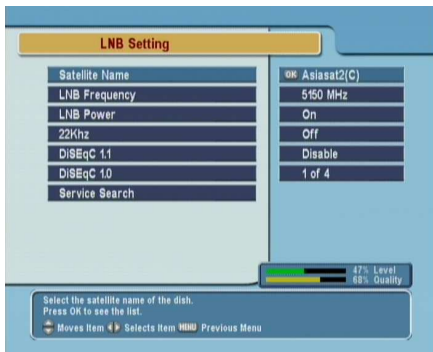 LNB Setting
Satellite Name OK Asiasat2(C)
LNB Frequency 5150 MHz
LNB Power On
22Khz Off
DiSEqC 1.1 Disable
DiSEqC 1.0 1 of 4
Service Search
47% Level
68% Quality
Select the satellite name of the dish.
Press OK to see the list.
Moves Item Selects Item MENU Previous Menu